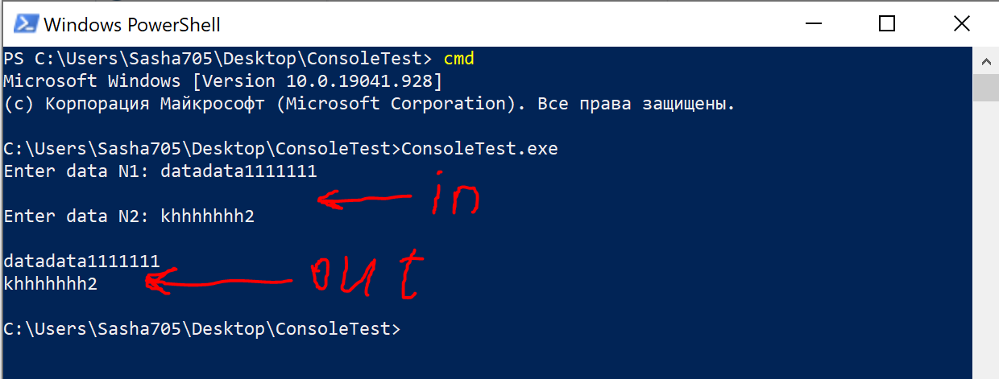 Windows PowerShell
PS C:\Users\Sasha705\Desktop\ConsoleTest> cmd
Microsoft Windows [Version 10.0.19041.928]
(c) Корпорация Майкрософт (Microsoft Corporation). Все права защищены.
C:\Users\Sasha705\Desktop\ConsoleTest>ConsoleTest.exe
Enter data N1: datadata1111111
in
Enter data N2: khhhhhhh2
datadata1111111
out
khhhhhhh2
C:\Users\Sasha705\Desktop\ConsoleTest>